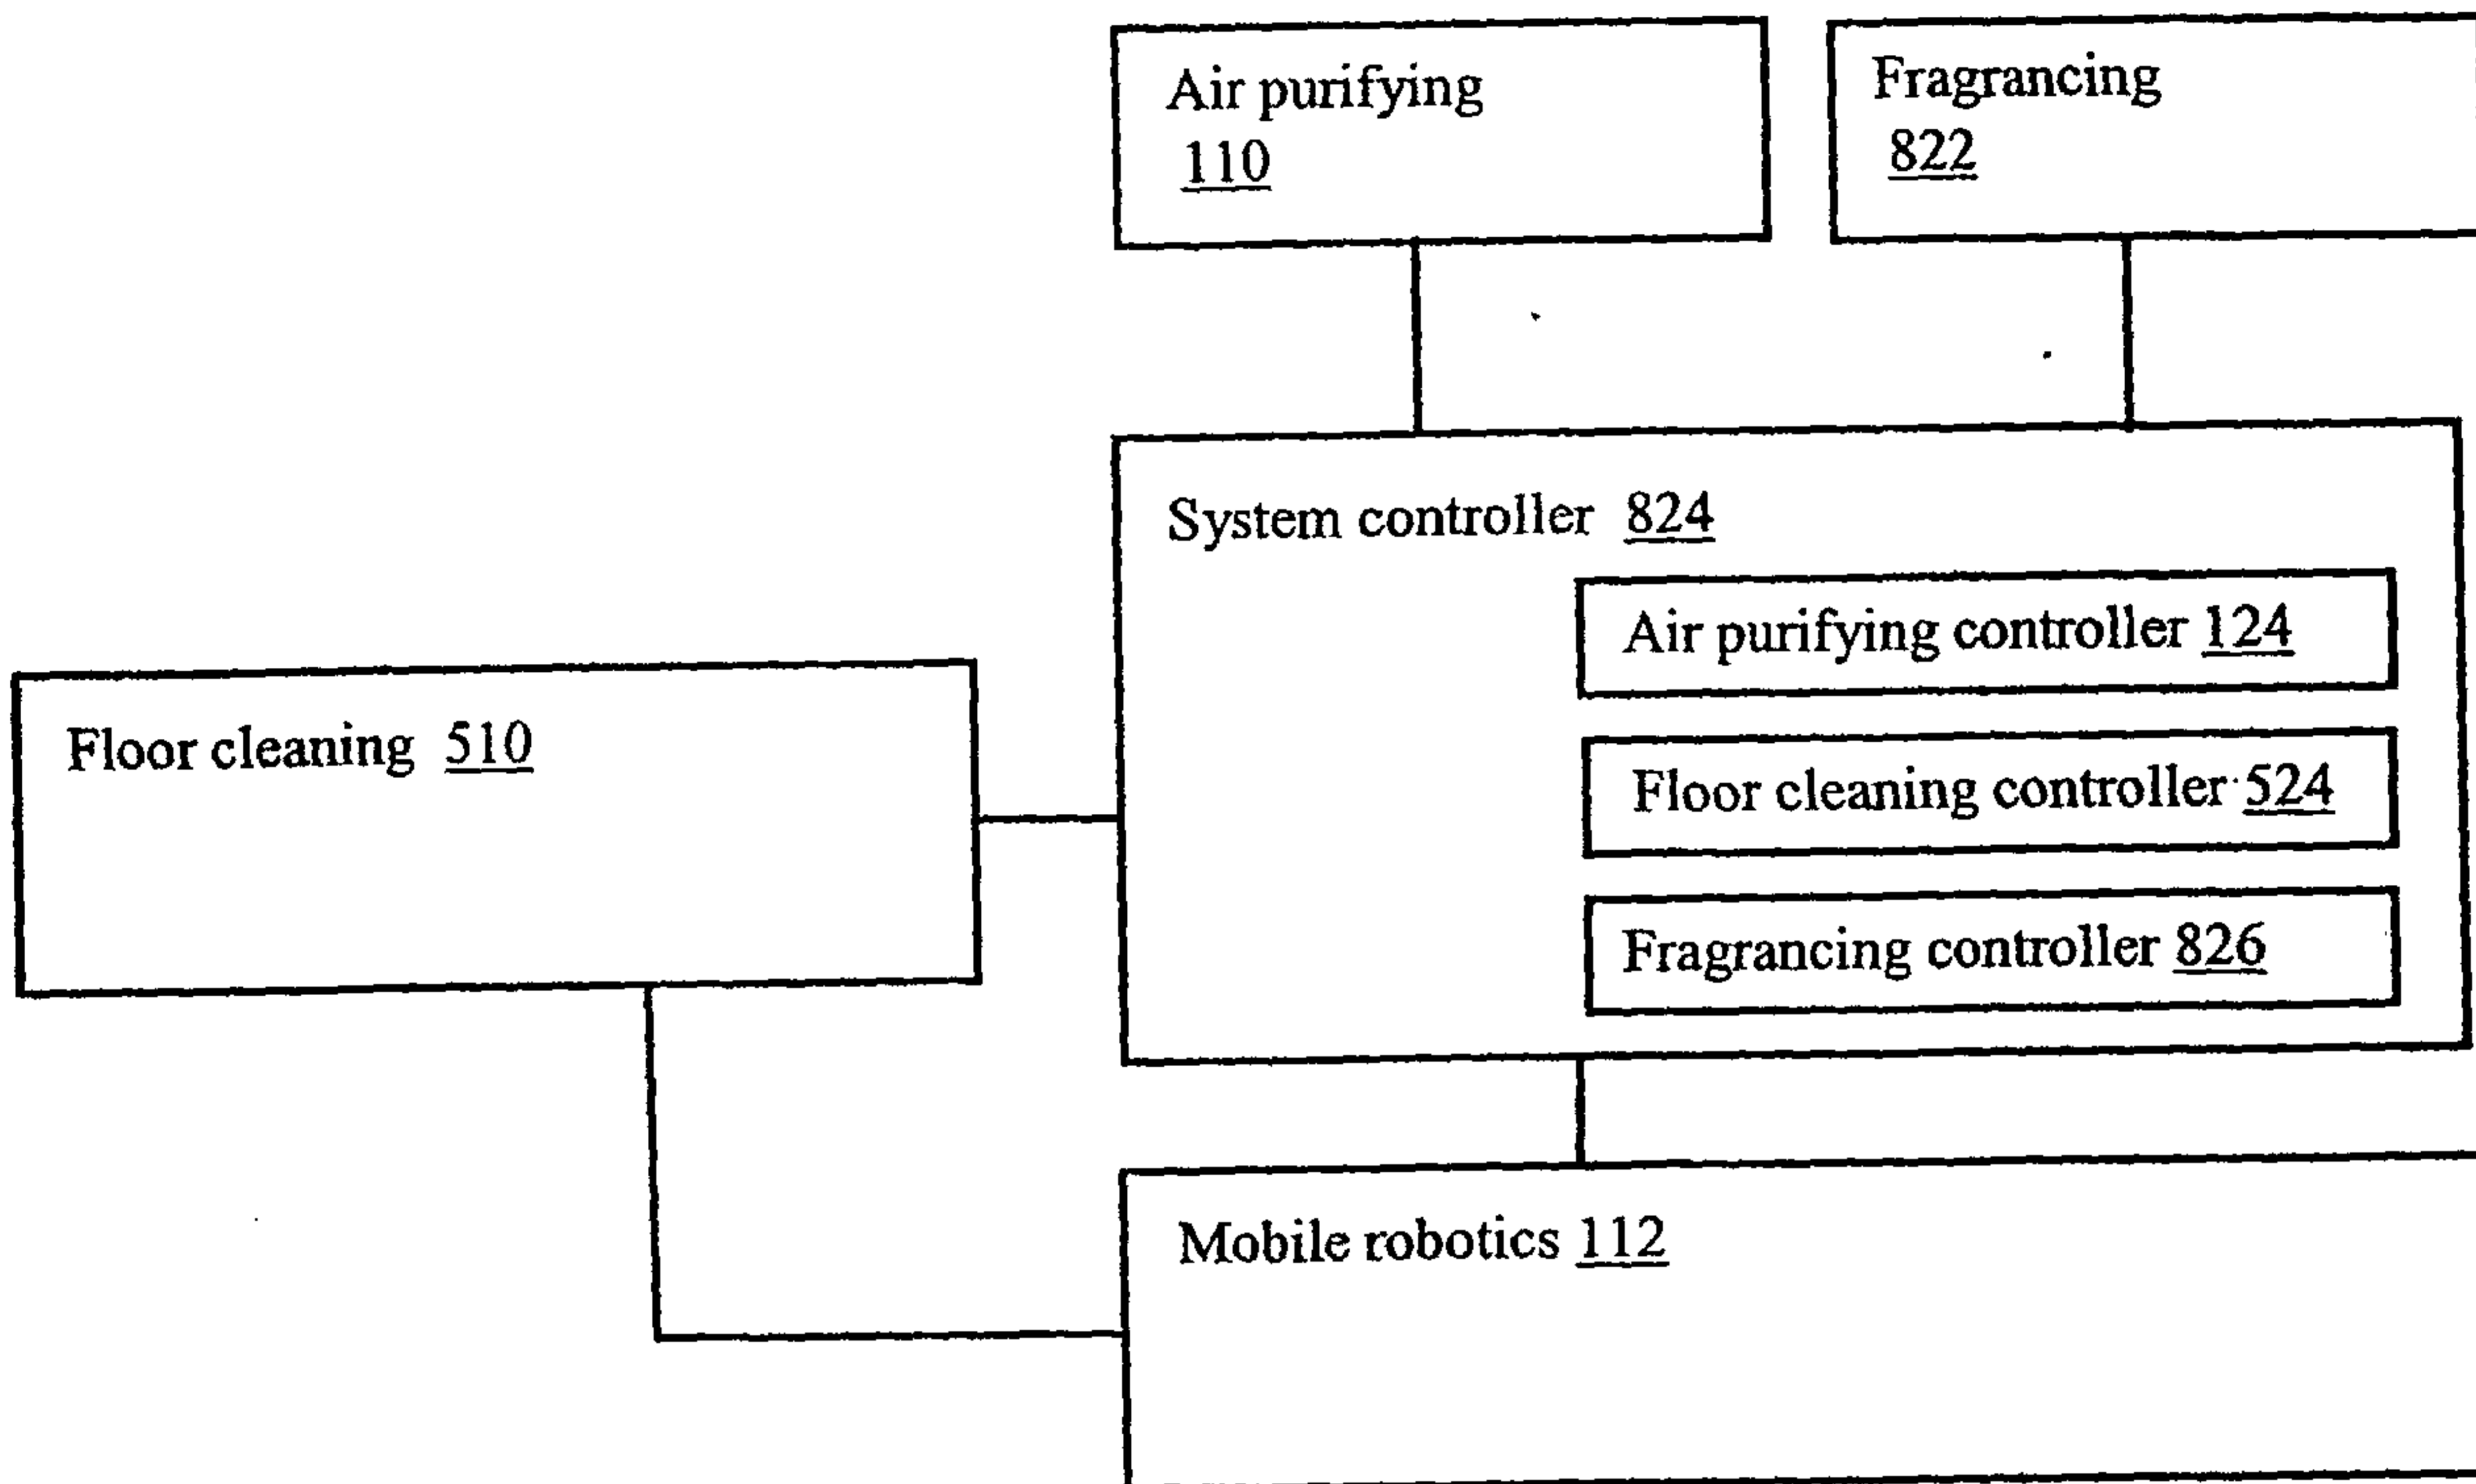 Air purifying
110
Fragrancing
822
System controller 824
Air purifying controller 124
Floor cleaning 510
Floor cleaning controller 524
Fragrancing controller 826
Mobile robotics 112